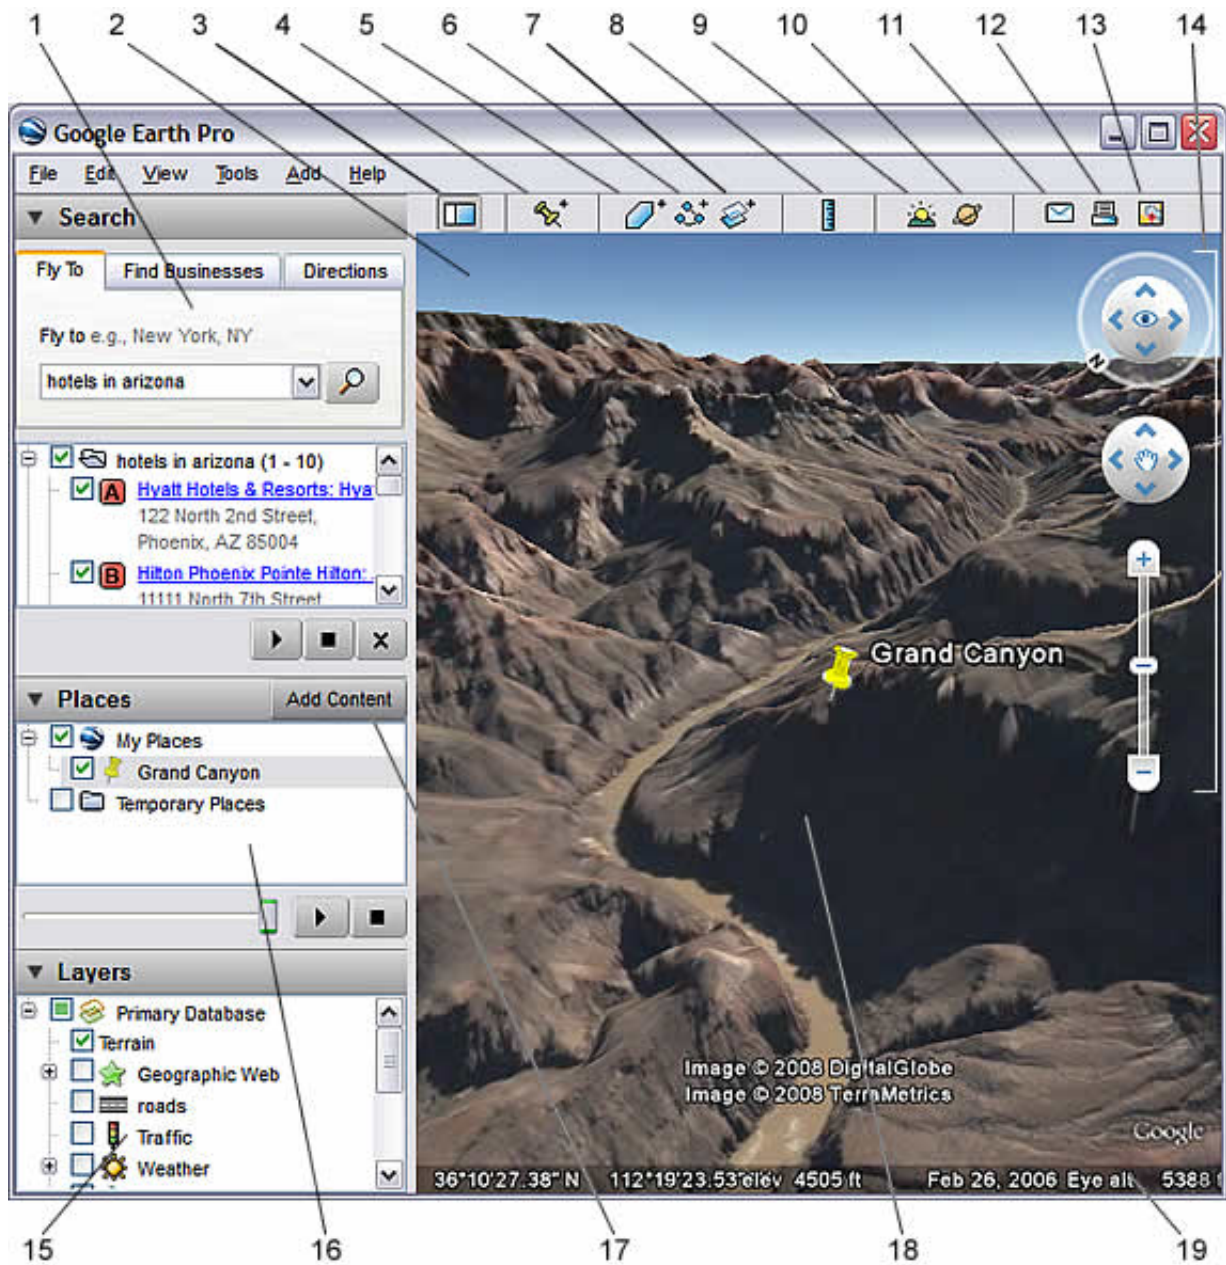 1 2 3 4 5 6 7 8 9 10 11 12 13 14
Google Earth Pro
File Edit View Tools Add Help
Search
Fly To Find Businesses Directions
Fly to e.g., New York, NY
hotels in arizona
hotels in arizona (1 - 10)
A Hyatt Hotels & Resorts: Hya
122 North 2nd Street,
Phoenix, AZ 85004
B Hilton Phoenix Pointe Hilton: .
11111 North 7th Street
Places Add Content
My Places
Grand Canyon
Temporary Places
Layers
Primary Database
Terrain
Geographic Web
roads
Traffic
Weather
N
Grand Canyon
Image © 2008 DigitalGlobe
Image © 2008 TerraMetrics
Google
36°10'27.38" N 112°19'23.53 elev 4505 ft Feb 26, 2006 Eye alt 5388
15 16 17 18 19